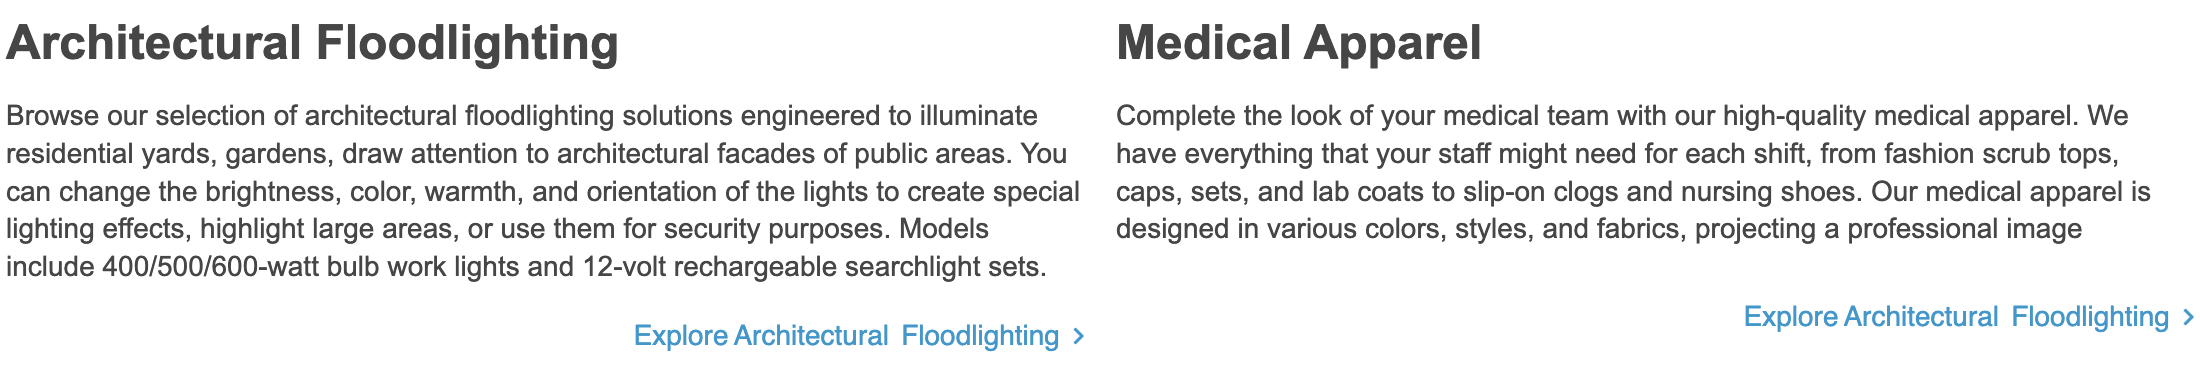 Architectural Floodlighting
Browse our selection of architectural floodlighting solutions engineered to illuminate
residential yards, gardens, draw attention to architectural facades of public areas. You
can change the brightness, color, warmth, and orientation of the lights to create special
lighting effects, highlight large areas, or use them for security purposes. Models
include 400/500/600-watt bulb work lights and 12-volt rechargeable searchlight sets.
Explore Architectural Floodlighting >
Medical Apparel
Complete the look of your medical team with our high-quality medical apparel. We
have everything that your staff might need for each shift, from fashion scrub tops,
caps, sets, and lab coats to slip-on clogs and nursing shoes. Our medical apparel is
designed in various colors, styles, and fabrics, projecting a professional image
Explore Architectural Floodlighting >